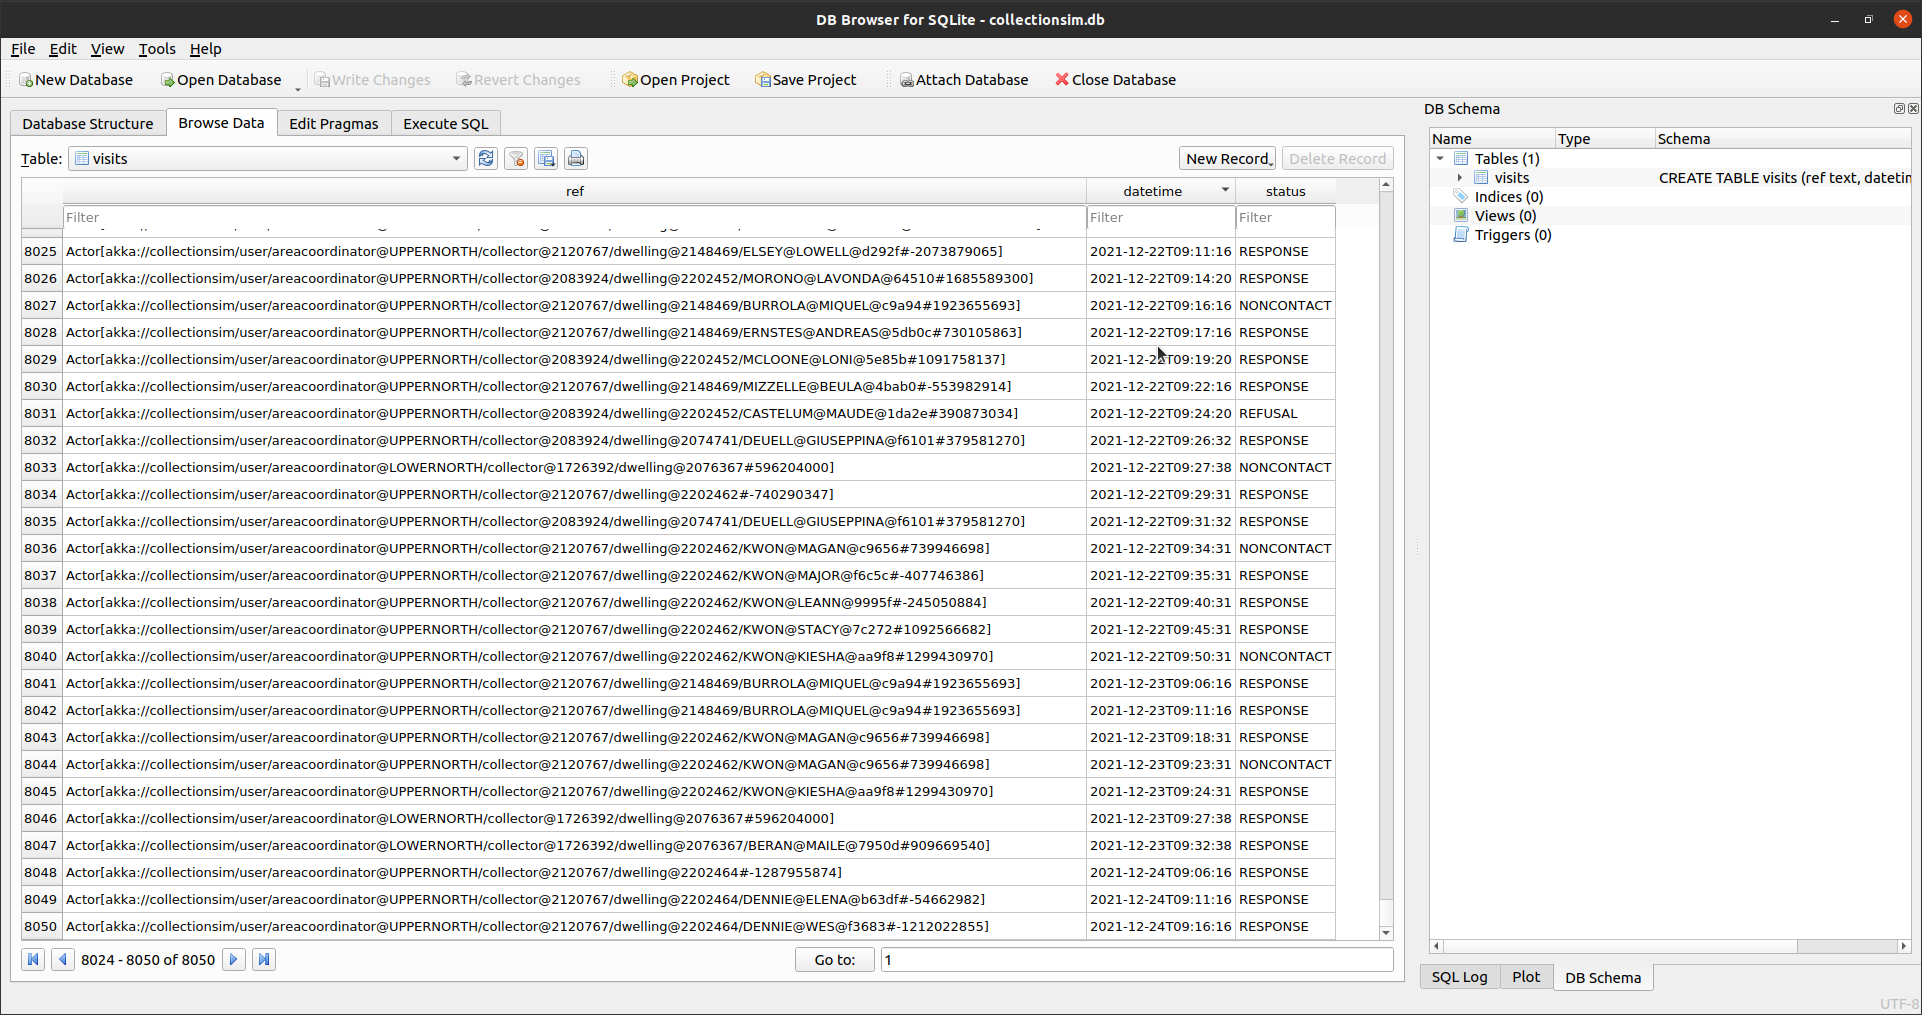 DB Browser for SQLite - collectionsim.db
File Edit View Tools Help
New Database Open Database Write Changes Revert Changes Open Project Save Project Attach Database Close Database
Database Structure Browse Data Edit Pragmas Execute SQL
Table: visits New Record Delete Record
ref datetime status
Filter Filter Filter
8025 Actor[akka://collectionsim/user/areacoordinator@UPPERNORTH/collector@2120767/dwelling@2148469/ELSEY@LOWELL@d292f#-2073879065] 2021-12-22T09:11:16 RESPONSE
8026 Actor[akka://collectionsim/user/areacoordinator@UPPERNORTH/collector@2083924/dwelling@2202452/MORONO@LAVONDA@64510#1685589300] 2021-12-22T09:14:20 RESPONSE
8027 Actor[akka://collectionsim/user/areacoordinator@UPPERNORTH/collector@2120767/dwelling@2148469/BURROLA@MIQUEL@c9a94#1923655693] 2021-12-22T09:16:16 NONCONTACT
8028 Actor[akka://collectionsim/user/areacoordinator@UPPERNORTH/collector@2120767/dwelling@2148469/ERNSTES@ANDREAS@5db0c#730105863] 2021-12-22T09:17:16 RESPONSE
8029 Actor[akka://collectionsim/user/areacoordinator@UPPERNORTH/collector@2083924/dwelling@2202452/MCLOONE@LONI@5e85b#1091758137] 2021-12-22T09:19:20 RESPONSE
8030 Actor[akka://collectionsim/user/areacoordinator@UPPERNORTH/collector@2120767/dwelling@2148469/MIZZELLE@BEULA@4bab0#-553982914] 2021-12-22T09:22:16 RESPONSE
8031 Actor[akka://collectionsim/user/areacoordinator@UPPERNORTH/collector@2083924/dwelling@2202452/CASTELUM@MAUDE@1da2e#390873034] 2021-12-22T09:24:20 REFUSAL
8032 Actor[akka://collectionsim/user/areacoordinator@UPPERNORTH/collector@2083924/dwelling@2074741/DEUELL@GIUSEPPINA@f6101#379581270] 2021-12-22T09:26:32 RESPONSE
8033 Actor[akka://collectionsim/user/areacoordinator@LOWERNORTH/collector@1726392/dwelling@2076367#596204000] 2021-12-22T09:27:38 NONCONTACT
8034 Actor[akka://collectionsim/user/areacoordinator@UPPERNORTH/collector@2120767/dwelling@2202462#-740290347] 2021-12-22T09:29:31 RESPONSE
8035 Actor[akka://collectionsim/user/areacoordinator@UPPERNORTH/collector@2083924/dwelling@2074741/DEUELL@GIUSEPPINA@f6101#379581270] 2021-12-22T09:31:32 RESPONSE
8036 Actor[akka://collectionsim/user/areacoordinator@UPPERNORTH/collector@2120767/dwelling@2202462/KWON@MAGAN@c9656#739946698] 2021-12-22T09:34:31 NONCONTACT
8037 Actor[akka://collectionsim/user/areacoordinator@UPPERNORTH/collector@2120767/dwelling@2202462/KWON@MAJOR@f6c5c#-407746386] 2021-12-22T09:35:31 RESPONSE
8038 Actor[akka://collectionsim/user/areacoordinator@UPPERNORTH/collector@2120767/dwelling@2202462/KWON@LEANN@9995f#-245050884] 2021-12-22T09:40:31 RESPONSE
8039 Actor[akka://collectionsim/user/areacoordinator@UPPERNORTH/collector@2120767/dwelling@2202462/KWON@STACY@7c272#1092566682] 2021-12-22T09:45:31 RESPONSE
8040 Actor[akka://collectionsim/user/areacoordinator@UPPERNORTH/collector@2120767/dwelling@2202462/KWON@KIESHA@aa9f8#1299430970] 2021-12-22T09:50:31 NONCONTACT
8041 Actor[akka://collectionsim/user/areacoordinator@UPPERNORTH/collector@2120767/dwelling@2148469/BURROLA@MIQUEL@c9a94#1923655693] 2021-12-23T09:06:16 RESPONSE
8042 Actor[akka://collectionsim/user/areacoordinator@UPPERNORTH/collector@2120767/dwelling@2148469/BURROLA@MIQUEL@c9a94#1923655693] 2021-12-23T09:11:16 RESPONSE
8043 Actor[akka://collectionsim/user/areacoordinator@UPPERNORTH/collector@2120767/dwelling@2202462/KWON@MAGAN@c9656#739946698] 2021-12-23T09:18:31 RESPONSE
8044 Actor[akka://collectionsim/user/areacoordinator@UPPERNORTH/collector@2120767/dwelling@2202462/KWON@MAGAN@c9656#739946698] 2021-12-23T09:23:31 NONCONTACT
8045 Actor[akka://collectionsim/user/areacoordinator@UPPERNORTH/collector@2120767/dwelling@2202462/KWON@KIESHA@aa9f8#1299430970] 2021-12-23T09:24:31 RESPONSE
8046 Actor[akka://collectionsim/user/areacoordinator@LOWERNORTH/collector@1726392/dwelling@2076367#596204000] 2021-12-23T09:27:38 RESPONSE
8047 Actor[akka://collectionsim/user/areacoordinator@LOWERNORTH/collector@1726392/dwelling@2076367/BERAN@MAILE@7950d#909669540] 2021-12-23T09:32:38 RESPONSE
8048 Actor[akka://collectionsim/user/areacoordinator@UPPERNORTH/collector@2120767/dwelling@2202464#-1287955874] 2021-12-24T09:06:16 RESPONSE
8049 Actor[akka://collectionsim/user/areacoordinator@UPPERNORTH/collector@2120767/dwelling@2202464/DENNIE@ELENA@b63df#-54662982] 2021-12-24T09:11:16 RESPONSE
8050 Actor[akka://collectionsim/user/areacoordinator@UPPERNORTH/collector@2120767/dwelling@2202464/DENNIE@WES@f3683#-1212022855] 2021-12-24T09:16:16 RESPONSE
8024 - 8050 of 8050 Go to: 1
DB Schema
Name Type Schema
Tables (1)
visits CREATE TABLE visits (ref text, datetin
Indices (0)
Views (0)
Triggers (0)
SQL Log Plot DB Schema
UTF-8